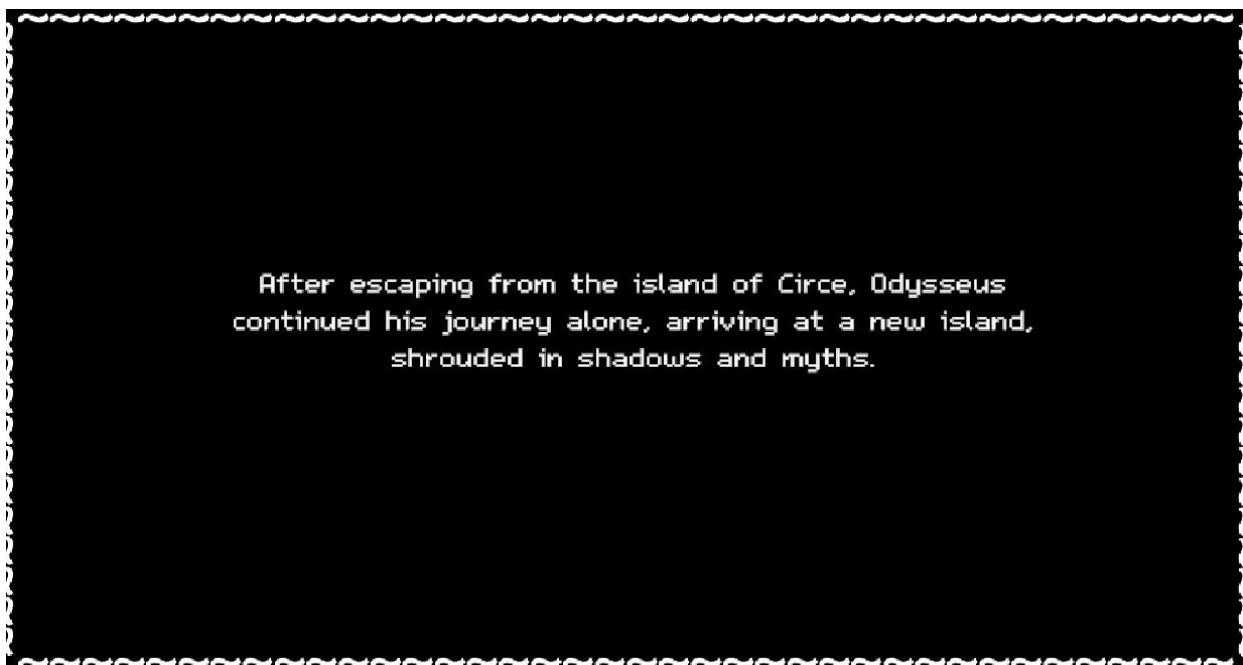 After escaping from the island of Circe, Odysseus
continued his journey alone, arriving at a new island,
shrouded in shadows and myths.